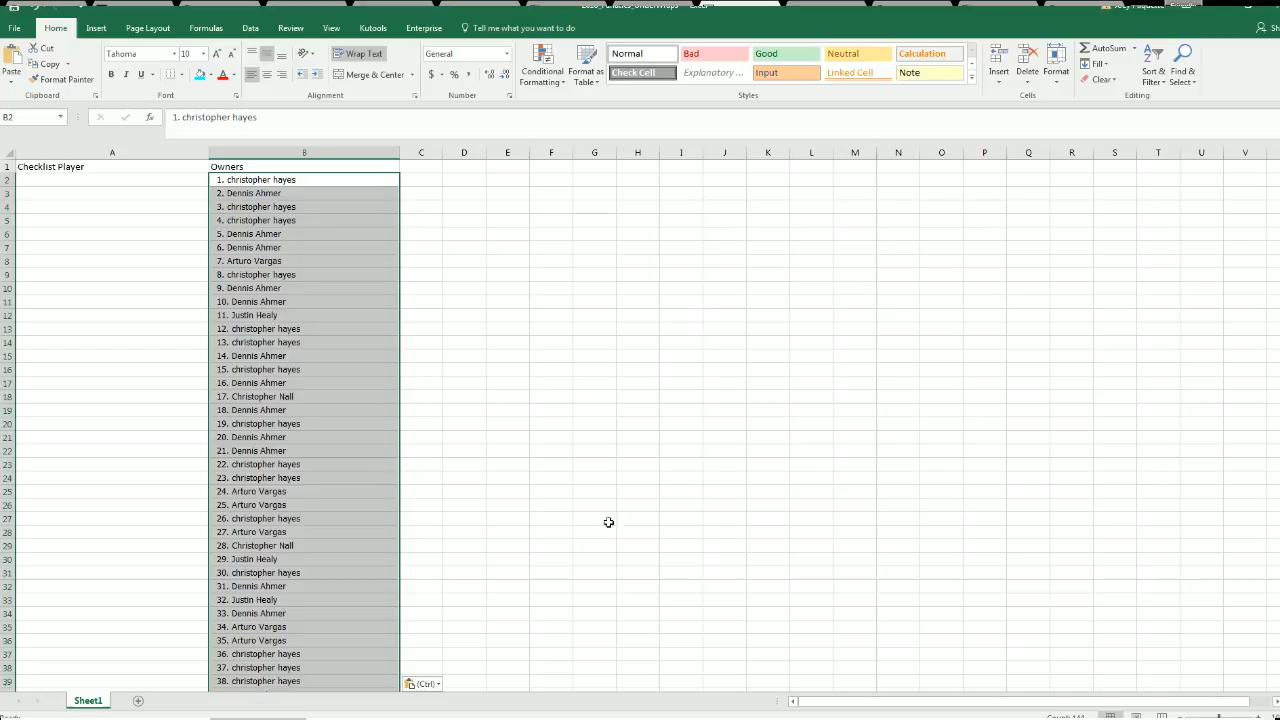 File Home Insert Page Layout Formulas Data Review View Kutools Enterprise Tell me what you want to do
Cut
Copy
Format Painter
Paste
Clipboard
Tahoma 10
B I U
Font
Wrap Text
Merge & Center
Alignment
General
$ % ,
Number
Conditional Formatting
Format as Table
Normal Bad Good Neutral Calculation
Check Cell Explanatory ... Input Linked Cell Note
Styles
Insert Delete Format
Cells
AutoSum
Fill
Clear
Sort & Filter
Find & Select
Editing
B2 fx 1. christopher hayes
A B C D E F G H I J K L M N O P Q R S T U V
1 Checklist Player Owners
2 1. christopher hayes
3 2. Dennis Ahmer
4 3. christopher hayes
5 4. christopher hayes
6 5. Dennis Ahmer
7 6. Dennis Ahmer
8 7. Arturo Vargas
9 8. christopher hayes
10 9. Dennis Ahmer
11 10. Dennis Ahmer
12 11. Justin Healy
13 12. christopher hayes
14 13. christopher hayes
15 14. Dennis Ahmer
16 15. christopher hayes
17 16. Dennis Ahmer
18 17. Christopher Nall
19 18. Dennis Ahmer
20 19. christopher hayes
21 20. Dennis Ahmer
22 21. Dennis Ahmer
23 22. christopher hayes
24 23. christopher hayes
25 24. Arturo Vargas
26 25. Arturo Vargas
27 26. christopher hayes
28 27. Arturo Vargas
29 28. Christopher Nall
30 29. Justin Healy
31 30. christopher hayes
32 31. Dennis Ahmer
33 32. Justin Healy
34 33. Dennis Ahmer
35 34. Arturo Vargas
36 35. Arturo Vargas
37 36. christopher hayes
38 37. christopher hayes
39 38. christopher hayes
(Ctrl)
Sheet1